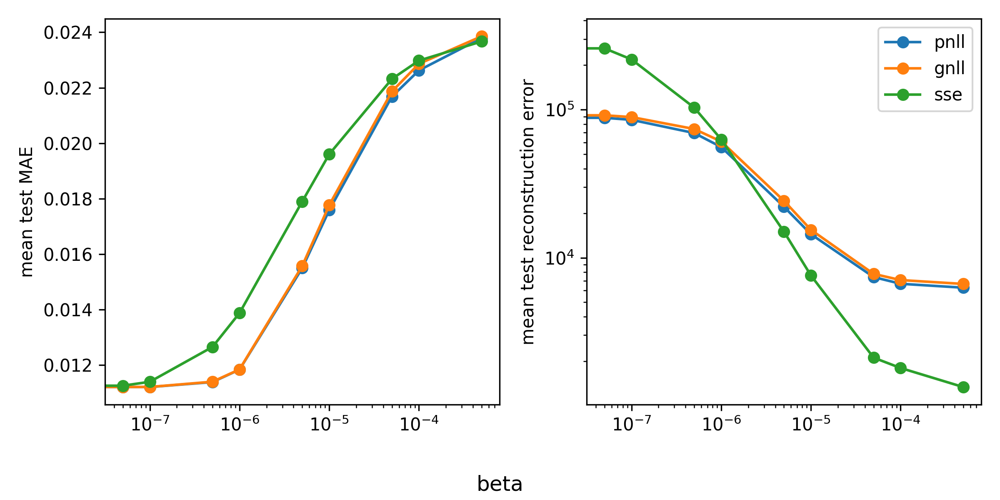 mean test MAE
0.024
0.022
0.020
0.018
0.016
0.014
0.012
10⁻⁷ 10⁻⁶ 10⁻⁵ 10⁻⁴
mean test reconstruction error
10⁵
10⁴
10⁻⁷ 10⁻⁶ 10⁻⁵ 10⁻⁴
pnll
gnll
sse
beta